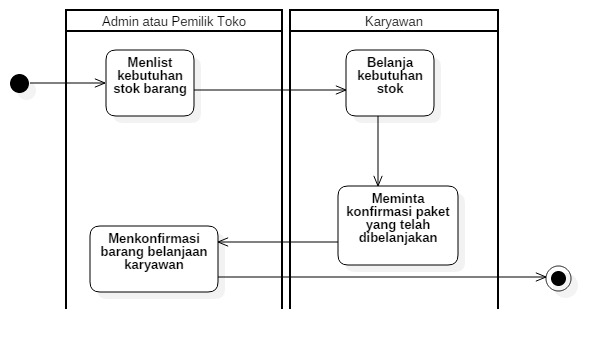 Admin atau Pemilik Toko
Karyawan
Menlist
kebutuhan
stok barang
Belanja
kebutuhan
stok
Meminta
konfirmasi paket
yang telah
dibelanjakan
Menkonfirmasi
barang belanjaan
karyawan